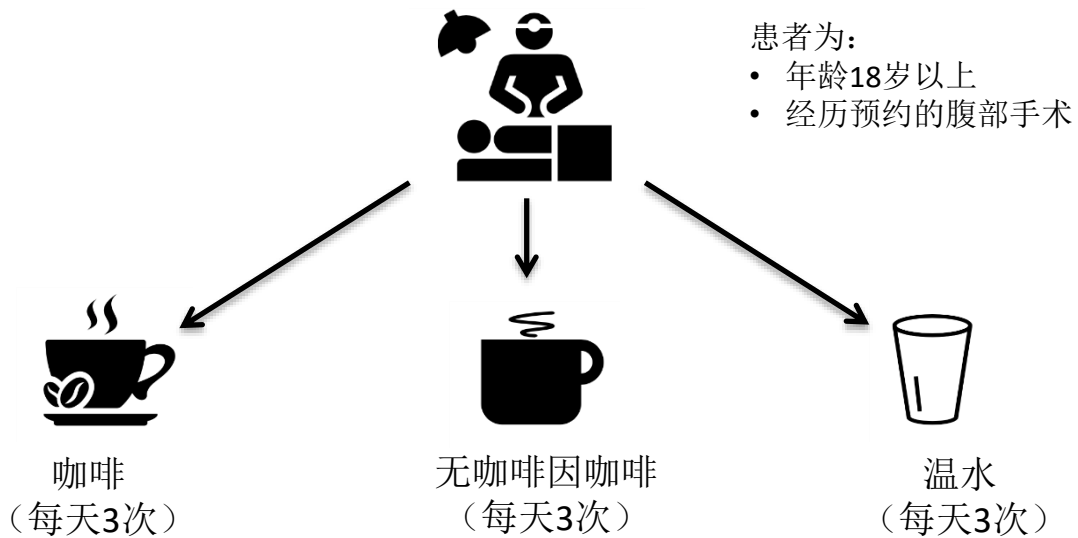 患者为：
• 年龄18岁以上
• 经历预约的腹部手术
咖啡
（每天3次）
无咖啡因咖啡
（每天3次）
温水
（每天3次）